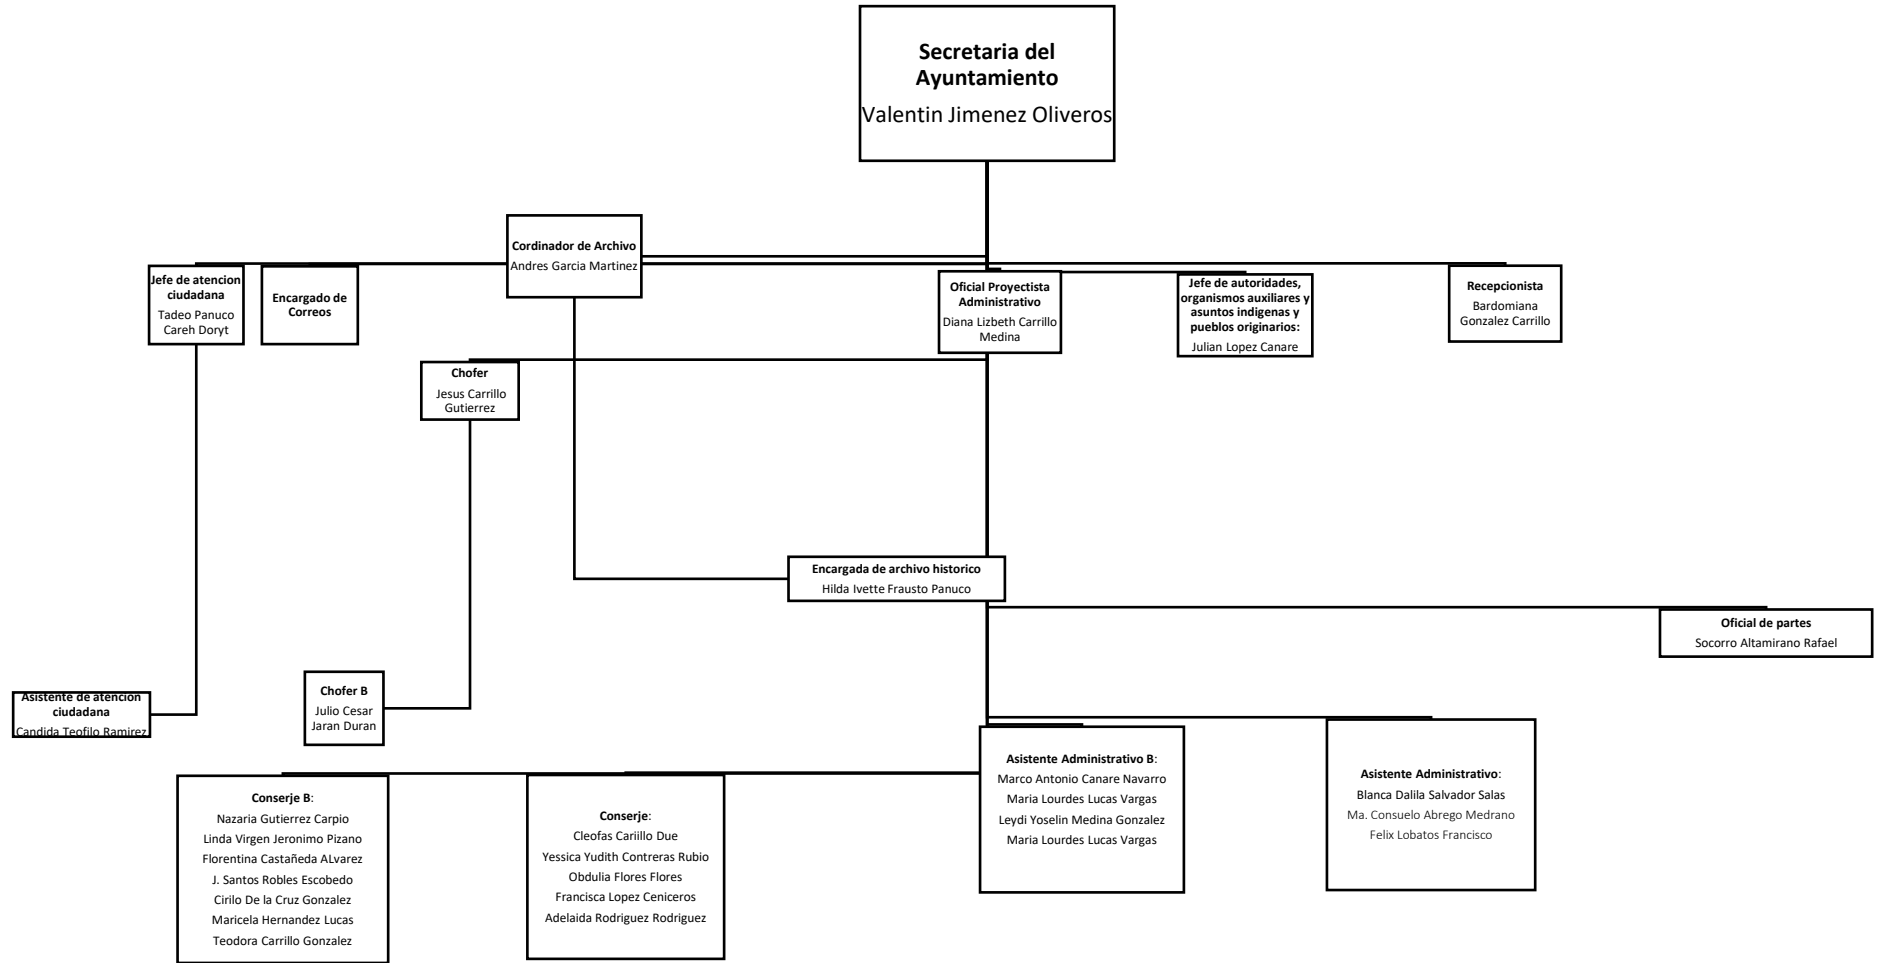 Secretaria del
Ayuntamiento
Valentin Jimenez Oliveros
Cordinador de Archivo
Andres Garcia Martinez
Jefe de atencion
ciudadana
Tadeo Panuco
Careh Doryt
Encargado de
Correos
Oficial Proyectista
Administrativo
Diana Lizbeth Carrillo
Medina
Jefe de autoridades,
organismos auxiliares y
asuntos indigenas y
pueblos originarios:
Julian Lopez Canare
Recepcionista
Bardomiana
Gonzalez Carrillo
Chofer
Jesus Carrillo
Gutierrez
Encargada de archivo historico
Hilda Ivette Frausto Panuco
Oficial de partes
Socorro Altamirano Rafael
Asistente de atencion
ciudadana
Candida Teofilo Ramirez
Chofer B
Julio Cesar
Jaran Duran
Conserje B:
Nazaria Gutierrez Carpio
Linda Virgen Jeronimo Pizano
Florentina Castañeda ALvarez
J. Santos Robles Escobedo
Cirilo De la Cruz Gonzalez
Maricela Hernandez Lucas
Teodora Carrillo Gonzalez
Conserje:
Cleofas Cariillo Due
Yessica Yudith Contreras Rubio
Obdulia Flores Flores
Francisca Lopez Ceniceros
Adelaida Rodriguez Rodriguez
Asistente Administrativo B:
Marco Antonio Canare Navarro
Maria Lourdes Lucas Vargas
Leydi Yoselin Medina Gonzalez
Maria Lourdes Lucas Vargas
Asistente Administrativo:
Blanca Dalila Salvador Salas
Ma. Consuelo Abrego Medrano
Felix Lobatos Francisco